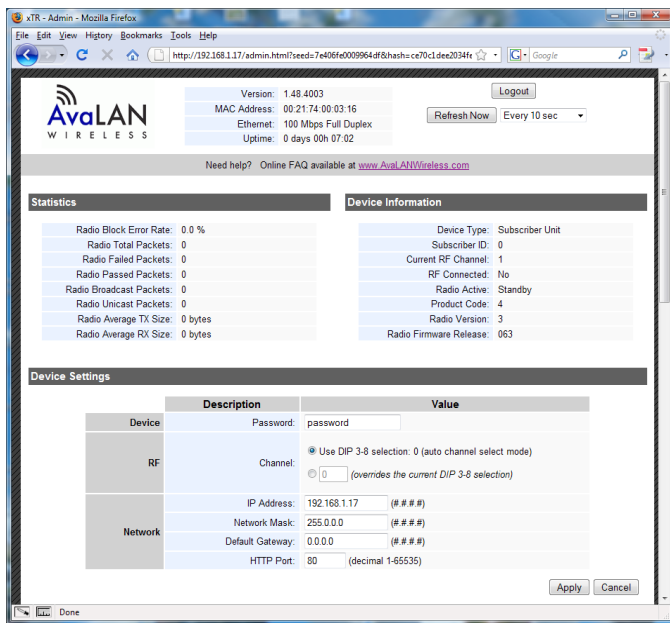 xTR - Admin - Mozilla Firefox
File Edit View History Bookmarks Tools Help
http://192.168.1.17/admin.html?seed=7e406fe0009964df&hash=ce70c1dee2034fe
Google
AvaLAN
WIRELESS
Version: 1.48.4003
MAC Address: 00:21:74:00:03:16
Ethernet: 100 Mbps Full Duplex
Uptime: 0 days 00h 07:02
Logout
Refresh Now Every 10 sec
Need help? Online FAQ available at www.AvaLANWireless.com
Statistics
Radio Block Error Rate: 0.0 %
Radio Total Packets: 0
Radio Failed Packets: 0
Radio Passed Packets: 0
Radio Broadcast Packets: 0
Radio Unicast Packets: 0
Radio Average TX Size: 0 bytes
Radio Average RX Size: 0 bytes
Device Information
Device Type: Subscriber Unit
Subscriber ID: 0
Current RF Channel: 1
RF Connected: No
Radio Active: Standby
Product Code: 4
Radio Version: 3
Radio Firmware Release: 063
Device Settings
Description Value
Device Password: password
RF Channel: Use DIP 3-8 selection: 0 (auto channel select mode)
0 (overrides the current DIP 3-8 selection)
Network
IP Address: 192.168.1.17 (#.#.#.#)
Network Mask: 255.0.0.0 (#.#.#.#)
Default Gateway: 0.0.0.0 (#.#.#.#)
HTTP Port: 80 (decimal 1-65535)
Apply Cancel
Done